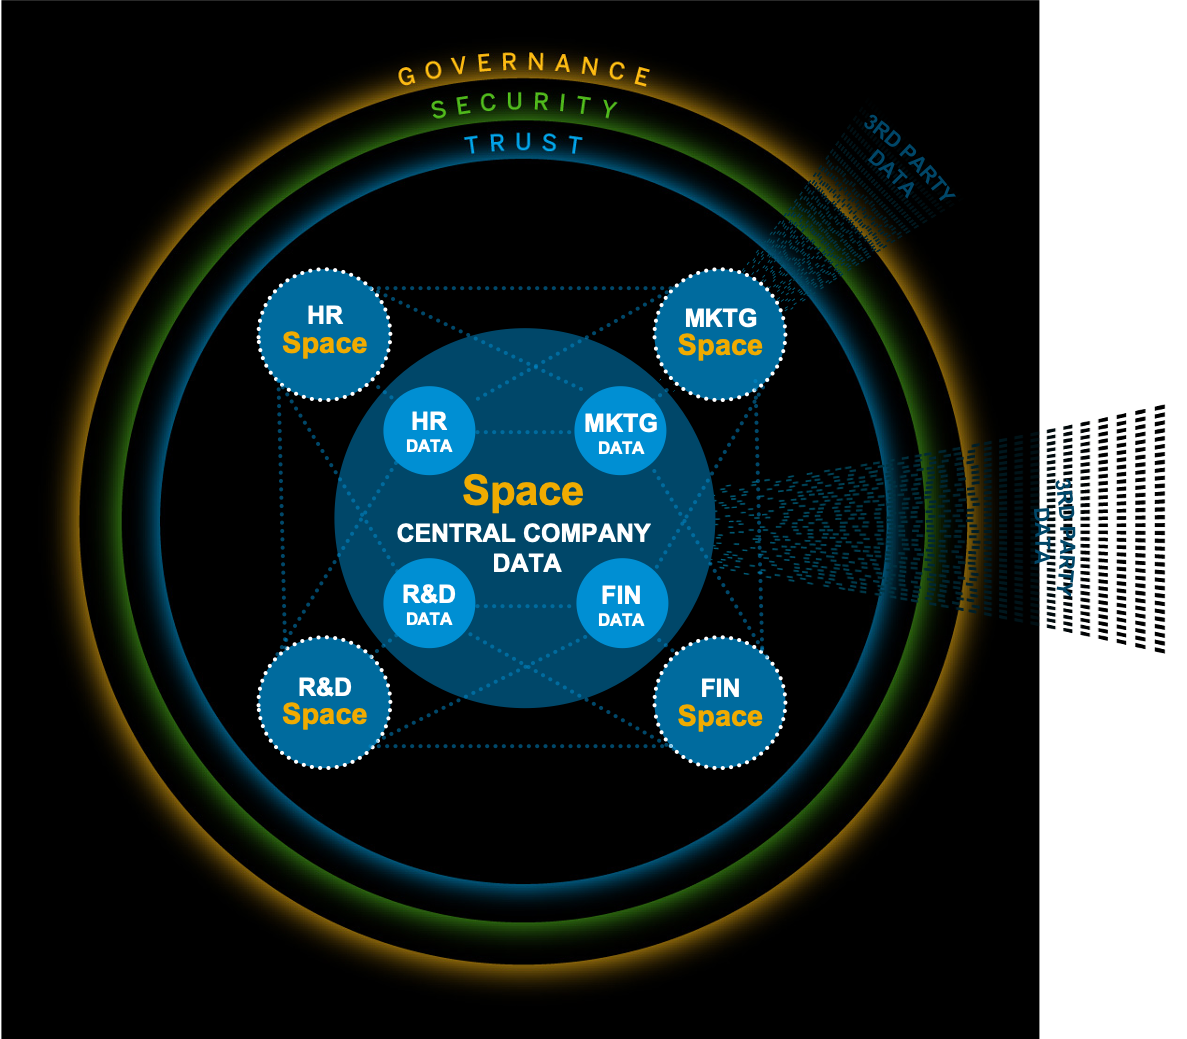 GOVERNANCE
SECURITY
TRUST
3RD PARTY
DATA
HR
Space
MKTG
Space
HR
DATA
MKTG
DATA
Space
CENTRAL COMPANY
DATA
3RD PARTY
DATA
R&D
DATA
FIN
DATA
R&D
Space
FIN
Space